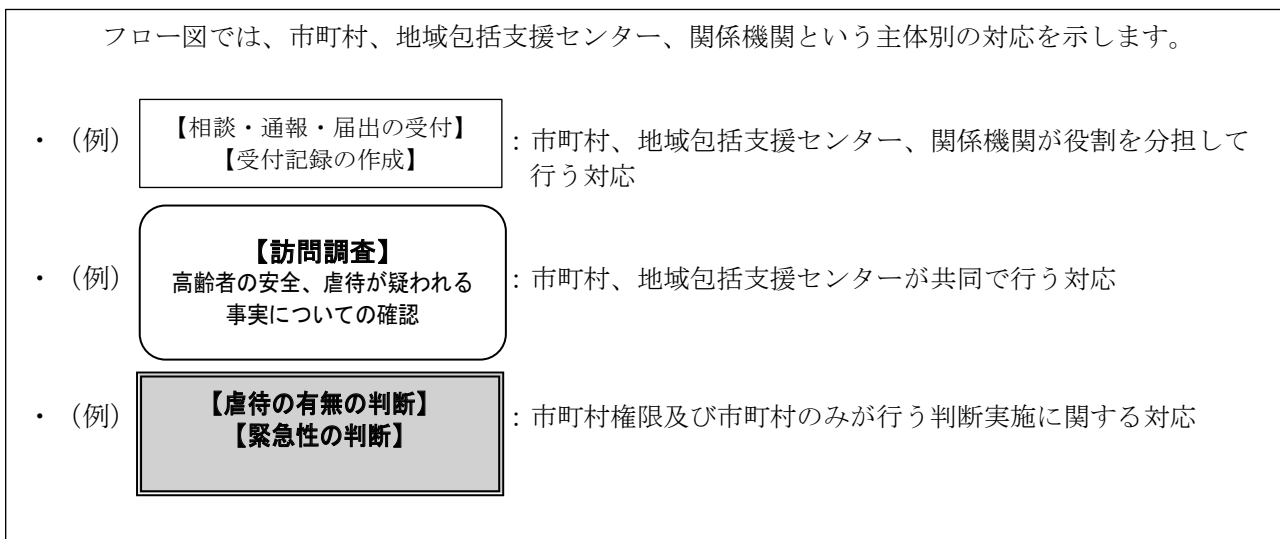 フロー図では、市町村、地域包括支援センター、関係機関という主体別の対応を示します。
・（例）
【相談・通報・届出の受付】
【受付記録の作成】
：市町村、地域包括支援センター、関係機関が役割を分担して
行う対応
・（例）
【訪問調査】
高齢者の安全、虐待が疑われる
事実についての確認
：市町村、地域包括支援センターが共同で行う対応
・（例）
【虐待の有無の判断】
【緊急性の判断】
：市町村権限及び市町村のみが行う判断実施に関する対応